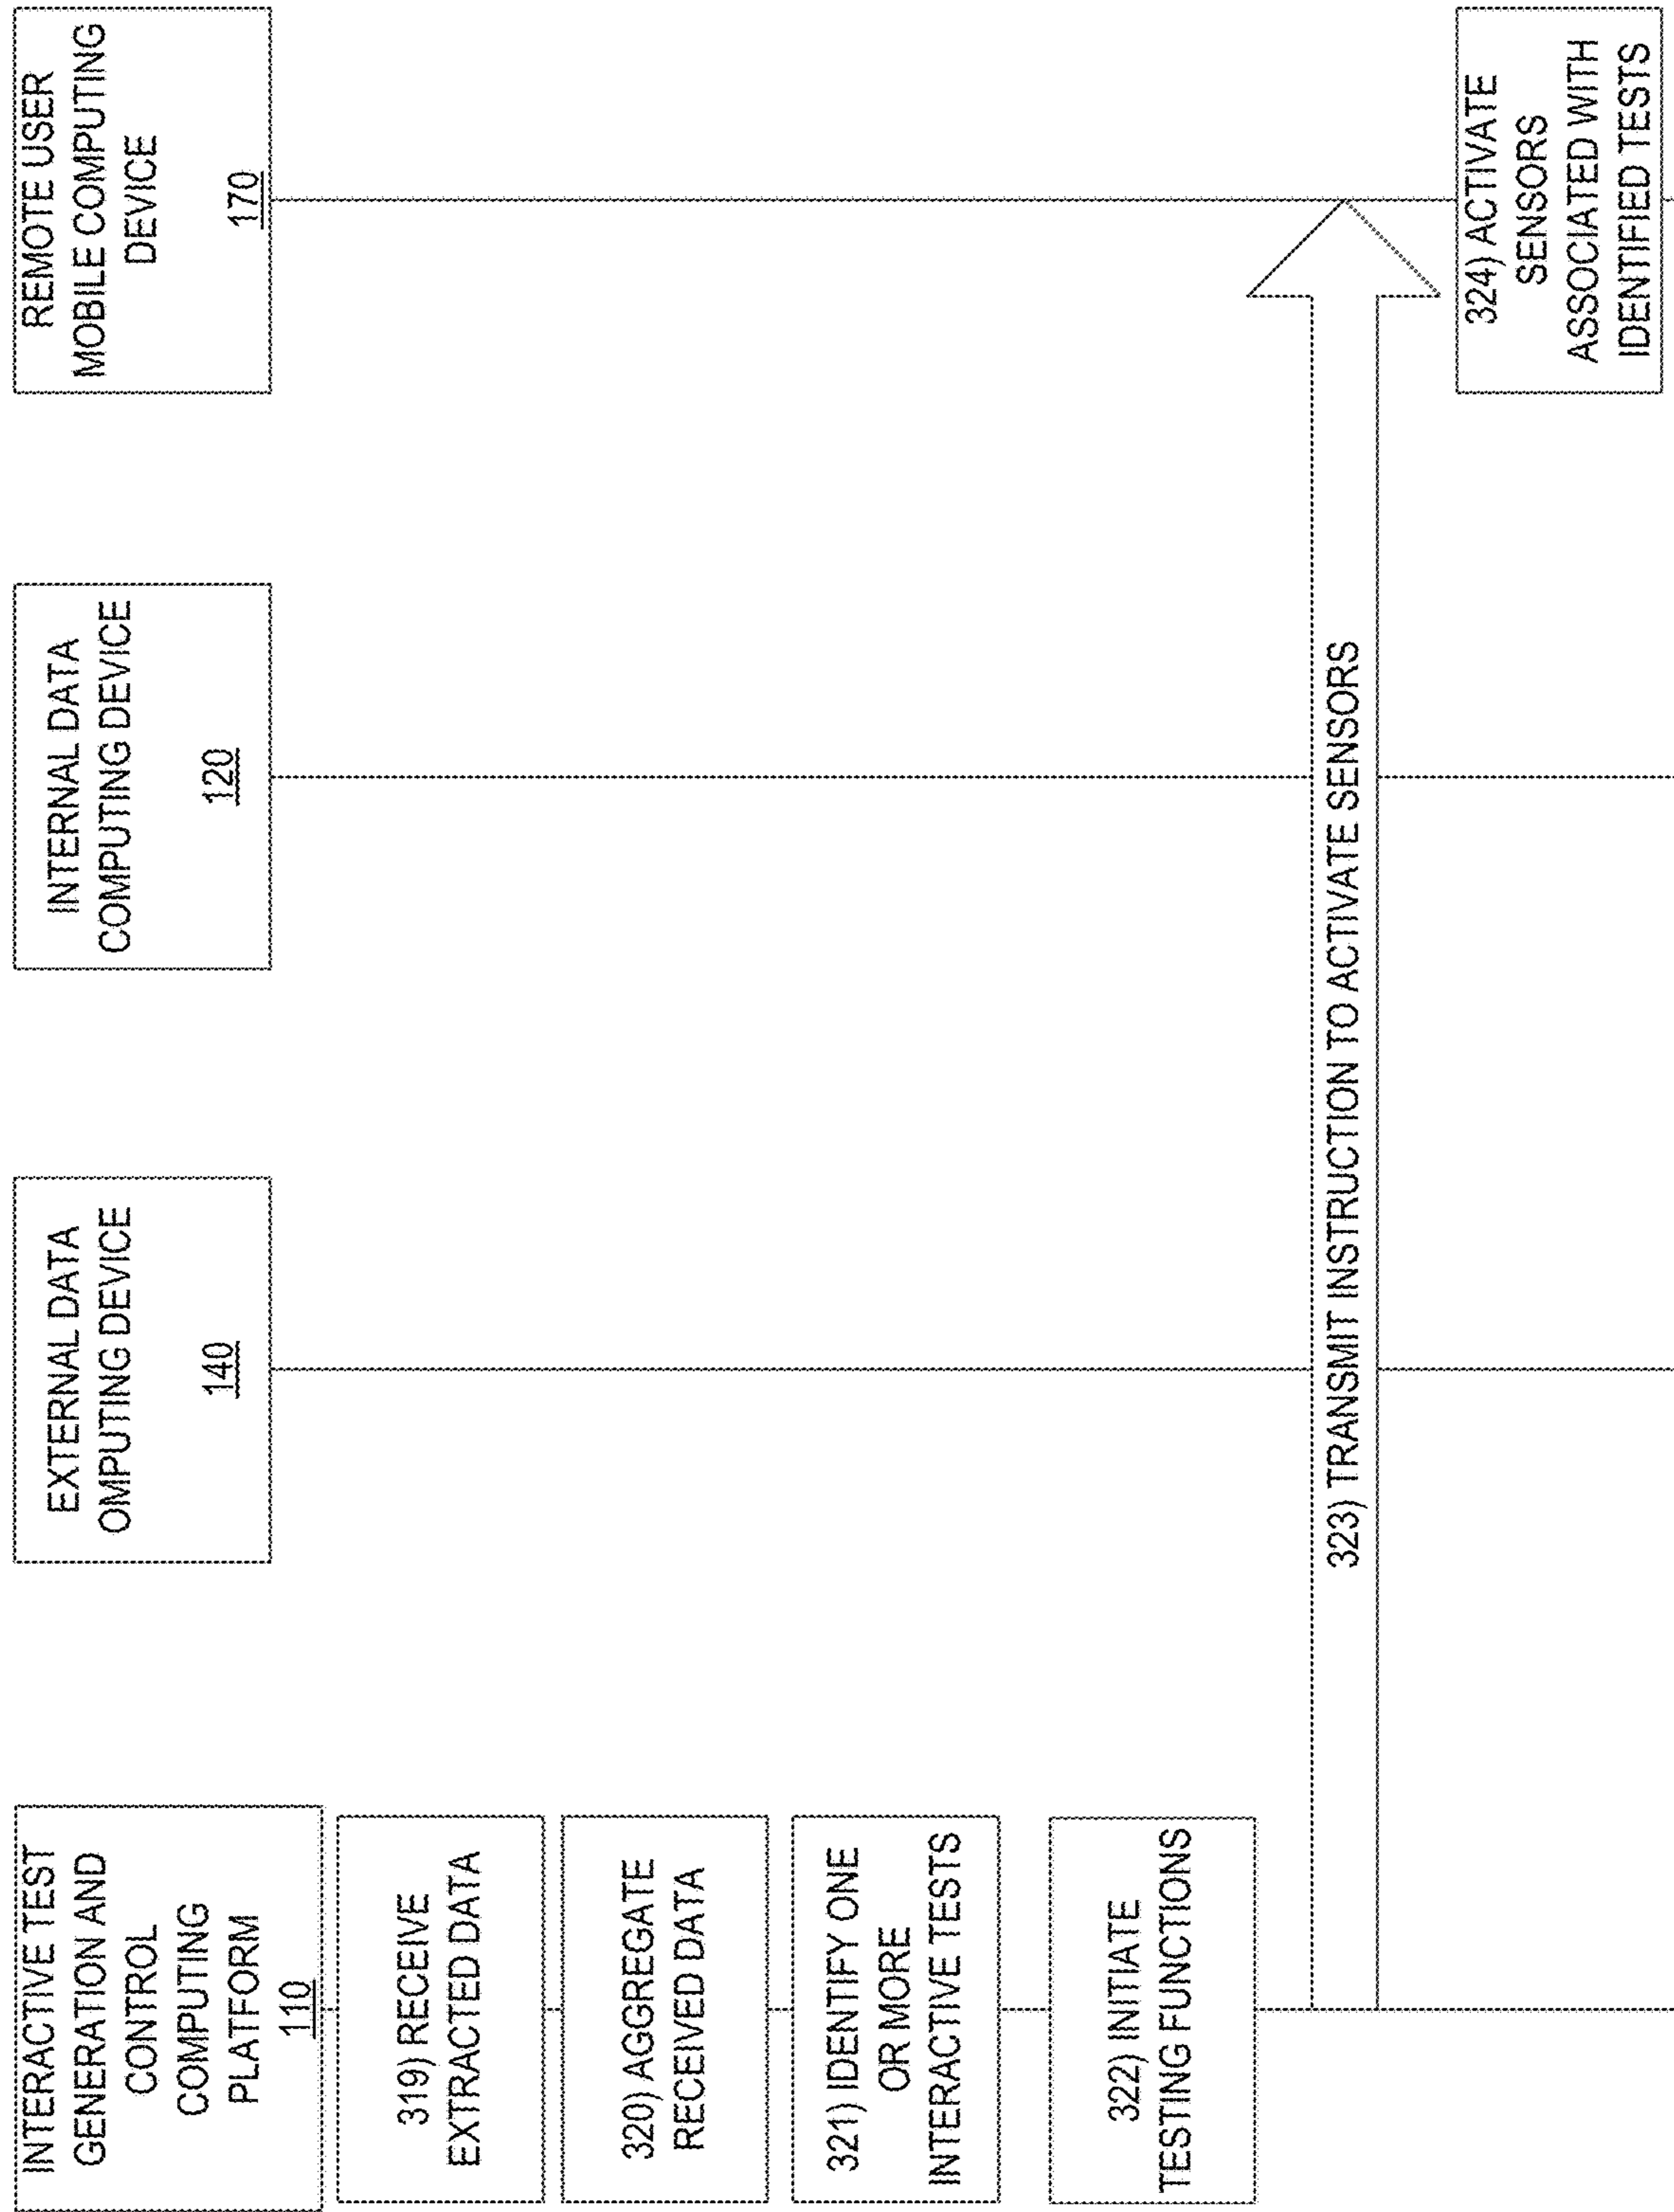 INTERACTIVE TEST
GENERATION AND
CONTROL
COMPUTING
PLATFORM
110
EXTERNAL DATA
OMPUTING DEVICE
140
INTERNAL DATA
COMPUTING DEVICE
120
REMOTE USER
MOBILE COMPUTING
DEVICE
170
319) RECEIVE
EXTRACTED DATA
320) AGGREGATE
RECEIVED DATA
321) IDENTIFY ONE
OR MORE
INTERACTIVE TESTS
322) INITIATE
TESTING FUNCTIONS
323) TRANSMIT INSTRUCTION TO ACTIVATE SENSORS
324) ACTIVATE
SENSORS
ASSOCIATED WITH
IDENTIFIED TESTS